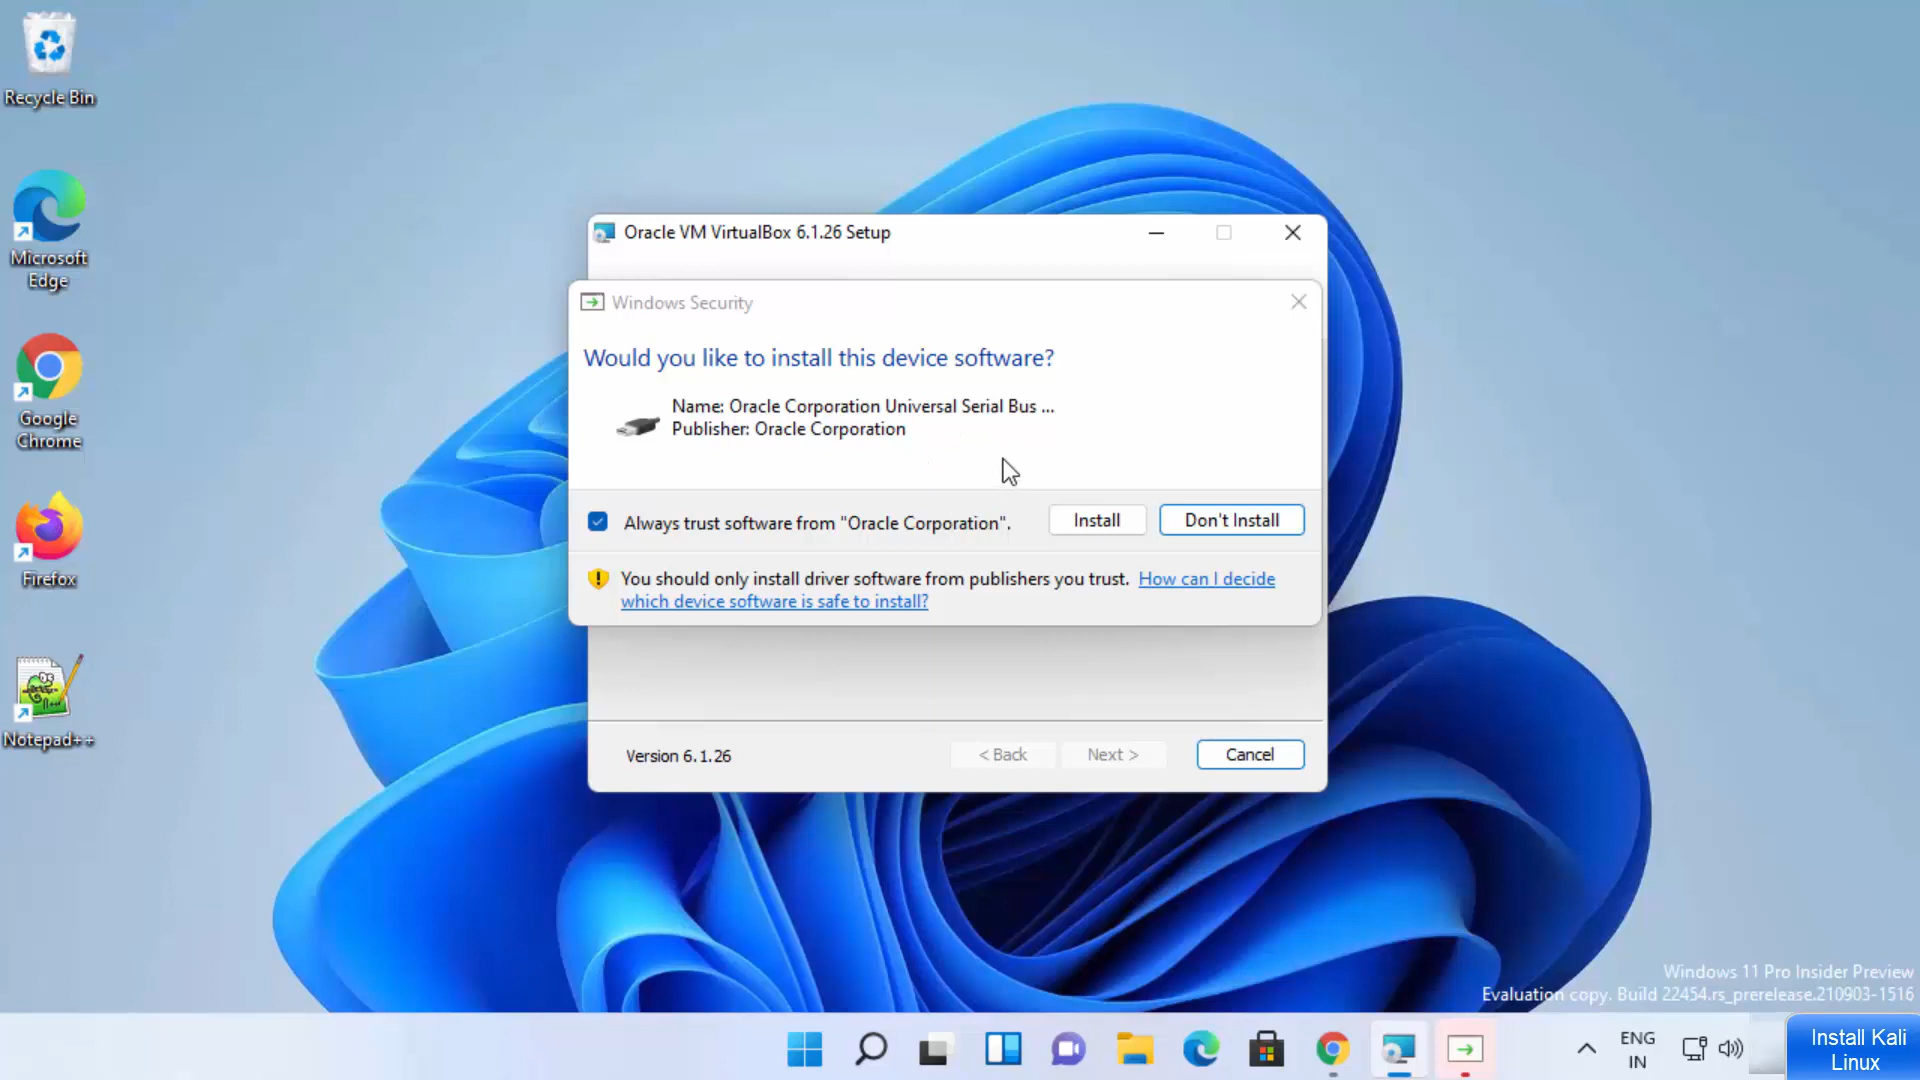 Recycle Bin
Microsoft
Edge
Google
Chrome
Firefox
Notepad++
Oracle VM VirtualBox 6.1.26 Setup
Windows Security
Would you like to install this device software?
Name: Oracle Corporation Universal Serial Bus ...
Publisher: Oracle Corporation
Always trust software from "Oracle Corporation".
Install
Don't Install
You should only install driver software from publishers you trust. How can I decide
which device software is safe to install?
Version 6.1.26
< Back
Next >
Cancel
Windows 11 Pro Insider Preview
Evaluation copy. Build 22454.rs_prerelease.210903-1516
ENG
IN
Install Kali
Linux